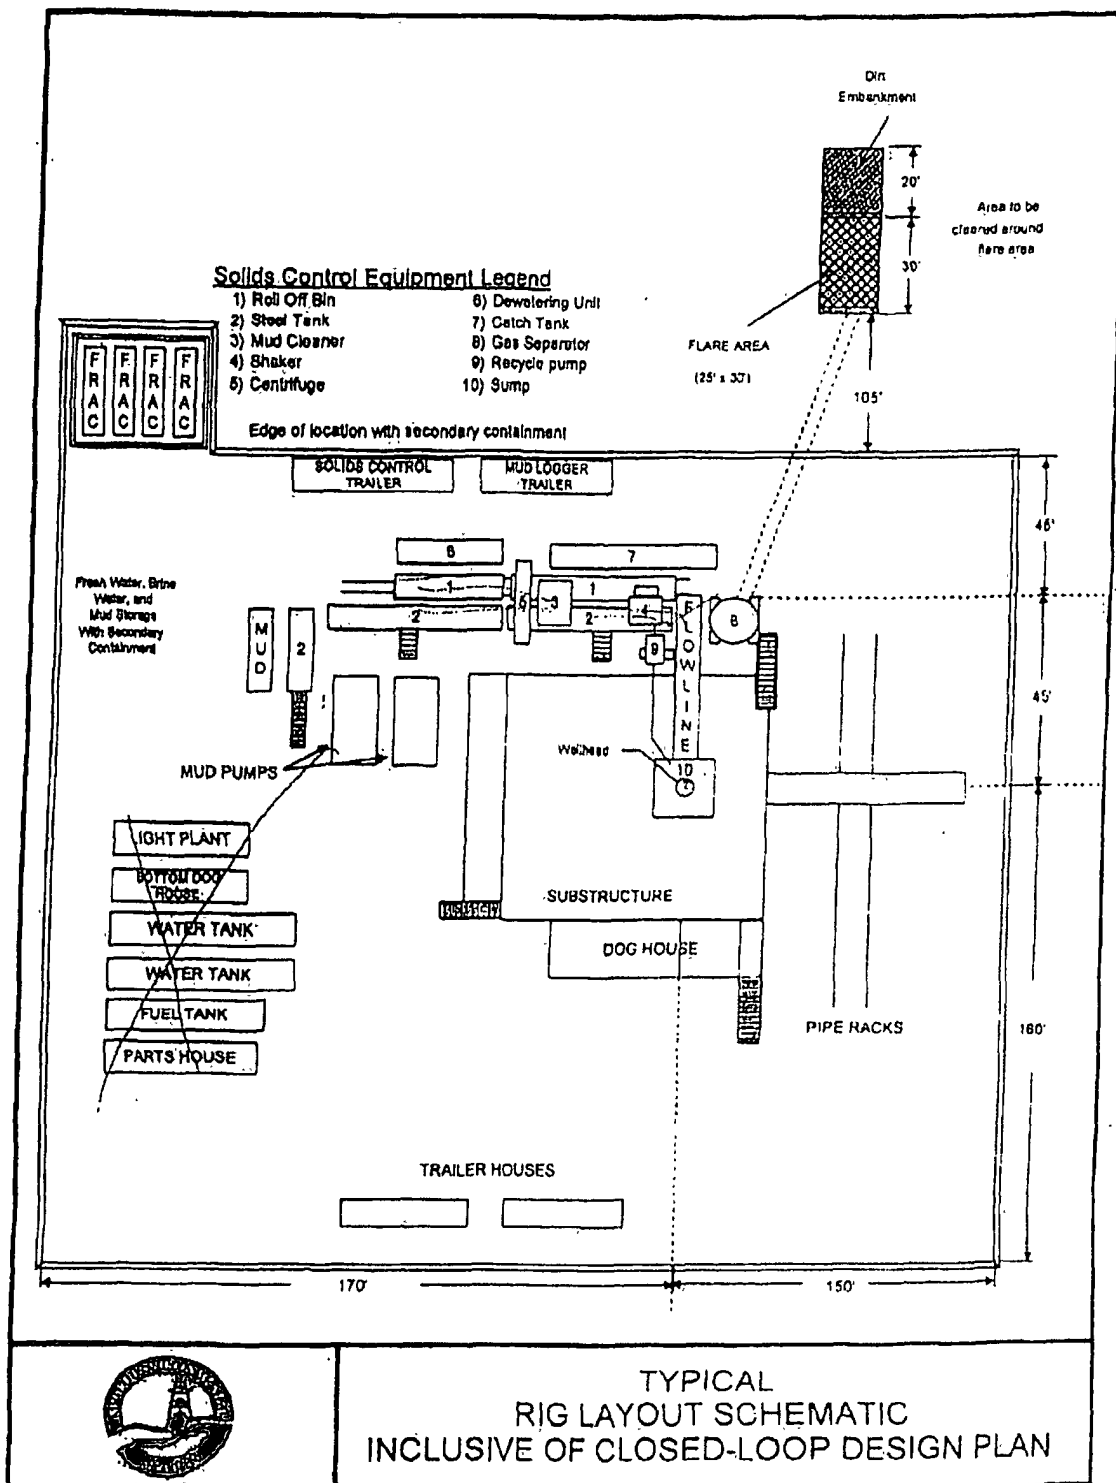 Dirt
Embankment
20'
Area to be
cleared around
flare area
30'
Solids Control Equipment Legend
1) Roll Off Bin
2) Steel Tank
3) Mud Cleaner
4) Shaker
5) Centrifuge
6) Dewatering Unit
7) Catch Tank
8) Gas Separator
9) Recycle pump
10) Sump
FLARE AREA
(25' x 30')
105'
FRAC
FRAC
FRAC
FRAC
Edge of location with secondary containment
SOLIDS CONTROL
TRAILER
MUD LOGGER
TRAILER
45'
6
7
Fresh Water, Brine
Water, and
Mud Storage
With Secondary
Containment
1
5
3
1
4
2
2
8
MUD
2
9
FLOWLINE
45'
Wellhead
10
MUD PUMPS
LIGHT PLANT
BOTTOM DOG
HOUSE
WATER TANK
WATER TANK
FUEL TANK
PARTS HOUSE
SUBSTRUCTURE
DOG HOUSE
PIPE RACKS
160'
TRAILER HOUSES
170'
150'
TYPICAL
RIG LAYOUT SCHEMATIC
INCLUSIVE OF CLOSED-LOOP DESIGN PLAN